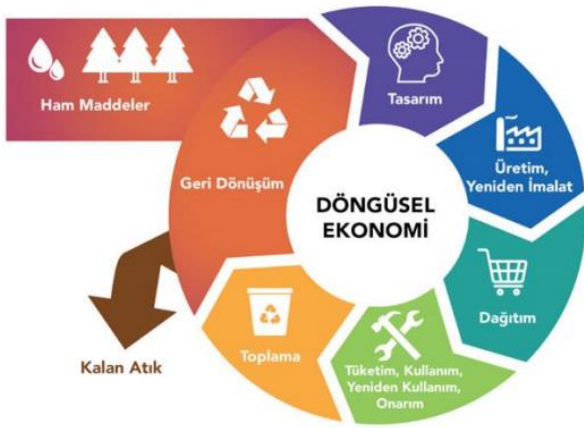 Ham Maddeler
Tasarım
Üretim,
Yeniden İmalat
Geri Dönüşüm
DÖNGÜSEL
EKONOMİ
Dağıtım
Toplama
Tüketim, Kullanım,
Yeniden Kullanım,
Onarım
Kalan Atık